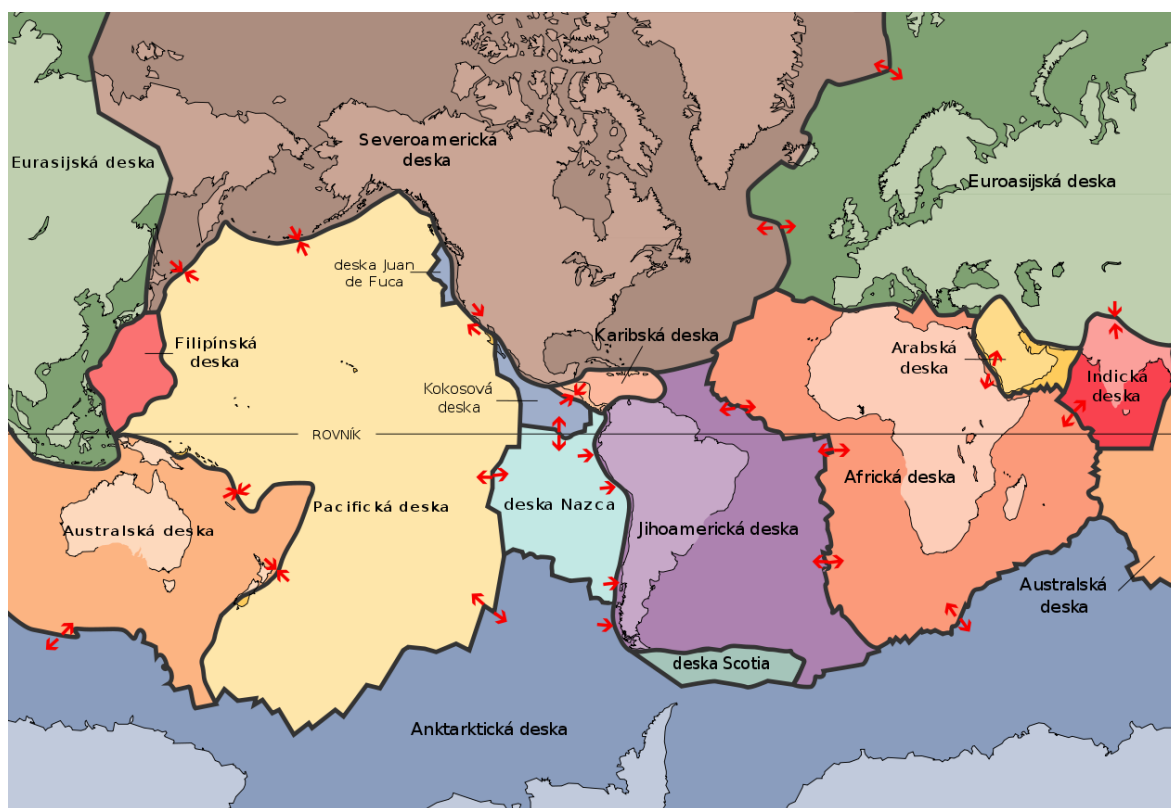 Severoamerická
deska
Eurasijská deska
Euroasijská deska
deska Juan
de Fuca
Karibská deska
Filipínská
deska
Arabská
deska
Indická
deska
Kokosová
deska
ROVNÍK
Africká deska
deska Nazca
Pacifická deska
Jihoamerická deska
Australská deska
Australská
deska
deska Scotia
Anktarktická deska